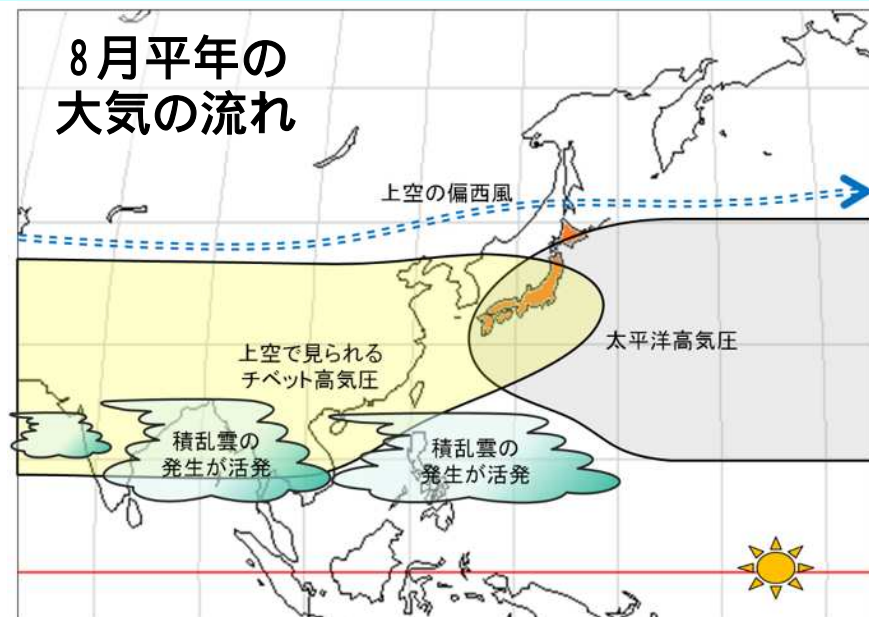 8月平年の
大気の流れ
上空の偏西風
太平洋高気圧
上空で見られる
チベット高気圧
積乱雲の
発生が活発
積乱雲の
発生が活発